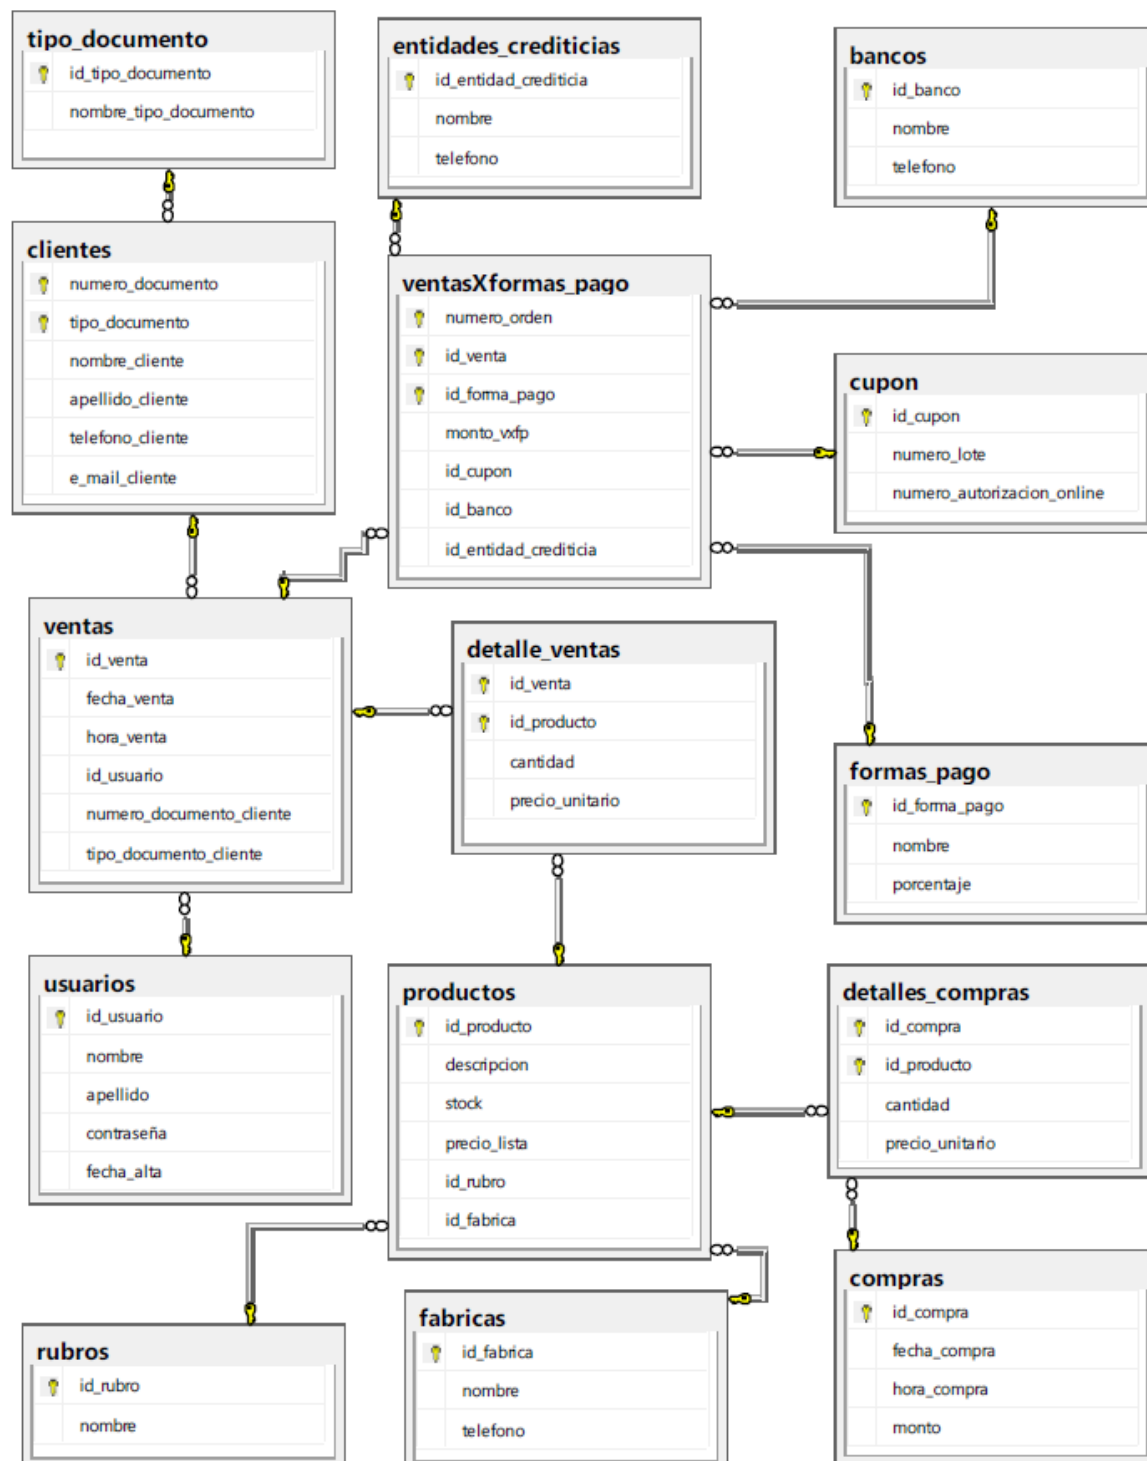 tipo_documento
id_tipo_documento
nombre_tipo_documento
entidades_crediticias
id_entidad_crediticia
nombre
telefono
bancos
id_banco
nombre
telefono
clientes
numero_documento
tipo_documento
nombre_cliente
apellido_cliente
telefono_cliente
e_mail_cliente
ventasXformas_pago
numero_orden
id_venta
id_forma_pago
monto_vxfp
id_cupon
id_banco
id_entidad_crediticia
cupon
id_cupon
numero_lote
numero_autorizacion_online
ventas
id_venta
fecha_venta
hora_venta
id_usuario
numero_documento_cliente
tipo_documento_cliente
detalle_ventas
id_venta
id_producto
cantidad
precio_unitario
formas_pago
id_forma_pago
nombre
porcentaje
usuarios
id_usuario
nombre
apellido
contraseña
fecha_alta
productos
id_producto
descripcion
stock
precio_lista
id_rubro
id_fabrica
detalles_compras
id_compra
id_producto
cantidad
precio_unitario
rubros
id_rubro
nombre
fabricas
id_fabrica
nombre
telefono
compras
id_compra
fecha_compra
hora_compra
monto